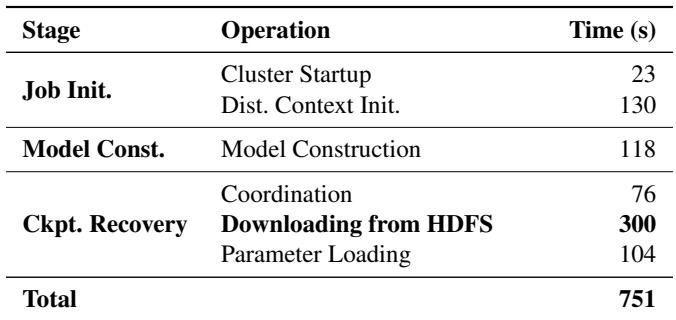 Stage Operation Time (s)
Job Init. Cluster Startup 23
Dist. Context Init. 130
Model Const. Model Construction 118
Coordination 76
Ckpt. Recovery Downloading from HDFS 300
Parameter Loading 104
Total 751